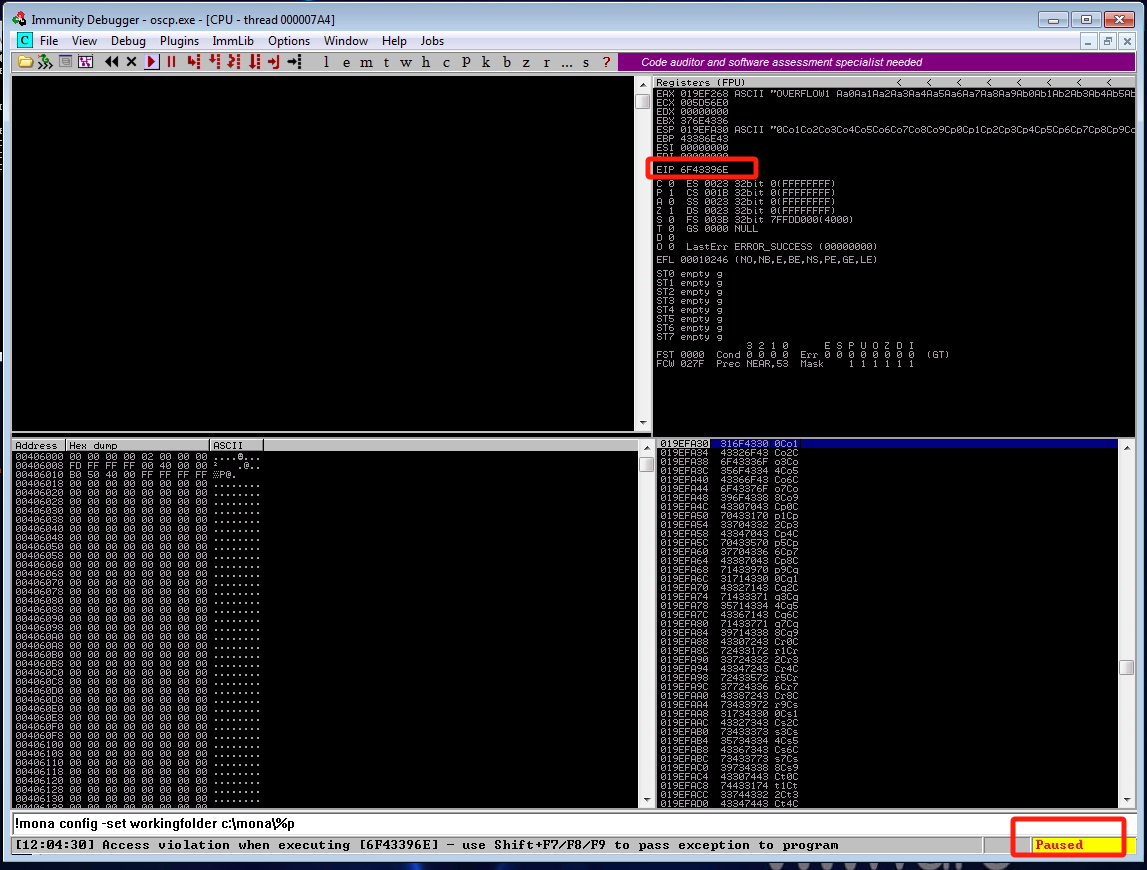 Immunity Debugger - oscp.exe - [CPU - thread 000007A4]
C File View Debug Plugins ImmLib Options Window Help Jobs
l e m t w h c P k b z r ... s ? Code auditor and software assessment specialist needed
Registers (FPU) < < < < < < < <
EAX 019EF268 ASCII "OVERFLOW1 Aa0Aa1Aa2Aa3Aa4Aa5Aa6Aa7Aa8Aa9Ab0Ab1Ab2Ab3Ab4Ab5Ab
ECX 005D56E0
EDX 00000000
EBX 376E4336
ESP 019EFA30 ASCII "0Co1Co2Co3Co4Co5Co6Co7Co8Co9Cp0Cp1Cp2Cp3Cp4Cp5Cp6Cp7Cp8Cp9Co
EBP 43386E43
ESI 00000000
EDI 00000000
EIP 6F43396E
C 0 ES 0023 32bit 0(FFFFFFFF)
P 1 CS 001B 32bit 0(FFFFFFFF)
A 0 SS 0023 32bit 0(FFFFFFFF)
Z 1 DS 0023 32bit 0(FFFFFFFF)
S 0 FS 003B 32bit 7FFDD000(4000)
T 0 GS 0000 NULL
D 0
O 0 LastErr ERROR_SUCCESS (00000000)
EFL 00010246 (NO,NB,E,BE,NS,PE,GE,LE)
ST0 empty g
ST1 empty g
ST2 empty g
ST3 empty g
ST4 empty g
ST5 empty g
ST6 empty g
ST7 empty g
3 2 1 0 E S P U O Z D I
FST 0000 Cond 0 0 0 0 Err 0 0 0 0 0 0 0 0 (GT)
FCW 027F Prec NEAR,53 Mask 1 1 1 1 1 1
Address Hex dump ASCII
00406000 00 00 00 00 02 00 00 00 ....@...
00406008 FD FF FF FF 00 40 00 00 ² .@..
00406010 B0 50 40 00 FF FF FF FF ░P@.
00406018 00 00 00 00 00 00 00 00 ........
00406020 00 00 00 00 00 00 00 00 ........
00406028 00 00 00 00 00 00 00 00 ........
00406030 00 00 00 00 00 00 00 00 ........
00406038 00 00 00 00 00 00 00 00 ........
00406040 00 00 00 00 00 00 00 00 ........
00406048 00 00 00 00 00 00 00 00 ........
00406050 00 00 00 00 00 00 00 00 ........
00406058 00 00 00 00 00 00 00 00 ........
00406060 00 00 00 00 00 00 00 00 ........
00406068 00 00 00 00 00 00 00 00 ........
00406070 00 00 00 00 00 00 00 00 ........
00406078 00 00 00 00 00 00 00 00 ........
00406080 00 00 00 00 00 00 00 00 ........
00406088 00 00 00 00 00 00 00 00 ........
00406090 00 00 00 00 00 00 00 00 ........
00406098 00 00 00 00 00 00 00 00 ........
004060A0 00 00 00 00 00 00 00 00 ........
004060A8 00 00 00 00 00 00 00 00 ........
004060B0 00 00 00 00 00 00 00 00 ........
004060B8 00 00 00 00 00 00 00 00 ........
004060C0 00 00 00 00 00 00 00 00 ........
004060C8 00 00 00 00 00 00 00 00 ........
004060D0 00 00 00 00 00 00 00 00 ........
004060D8 00 00 00 00 00 00 00 00 ........
004060E0 00 00 00 00 00 00 00 00 ........
004060E8 00 00 00 00 00 00 00 00 ........
004060F0 00 00 00 00 00 00 00 00 ........
004060F8 00 00 00 00 00 00 00 00 ........
00406100 00 00 00 00 00 00 00 00 ........
00406108 00 00 00 00 00 00 00 00 ........
00406110 00 00 00 00 00 00 00 00 ........
00406118 00 00 00 00 00 00 00 00 ........
00406120 00 00 00 00 00 00 00 00 ........
00406128 00 00 00 00 00 00 00 00 ........
00406130 00 00 00 00 00 00 00 00 ........
00406138 00 00 00 00 00 00 00 00 ........
019EFA30 316F4330 0Co1
019EFA34 43326F43 Co2C
019EFA38 6F43336F o3Co
019EFA3C 356F4334 4Co5
019EFA40 43366F43 Co6C
019EFA44 6F43376F o7Co
019EFA48 396F4338 8Co9
019EFA4C 43307043 Cp0C
019EFA50 70433170 p1Cp
019EFA54 33704332 2Cp3
019EFA58 43347043 Cp4C
019EFA5C 70433570 p5Cp
019EFA60 37704336 6Cp7
019EFA64 43387043 Cp8C
019EFA68 71433970 p9Cq
019EFA6C 31714330 0Cq1
019EFA70 43327143 Cq2C
019EFA74 71433371 q3Cq
019EFA78 35714334 4Cq5
019EFA7C 43367143 Cq6C
019EFA80 71433771 q7Cq
019EFA84 39714338 8Cq9
019EFA88 43307243 Cr0C
019EFA8C 72433172 r1Cr
019EFA90 33724332 2Cr3
019EFA94 43347243 Cr4C
019EFA98 72433572 r5Cr
019EFA9C 37724336 6Cr7
019EFAA0 43387243 Cr8C
019EFAA4 73433972 r9Cs
019EFAA8 31734330 0Cs1
019EFAAC 43327343 Cs2C
019EFAB0 73433373 s3Cs
019EFAB4 35734334 4Cs5
019EFAB8 43367343 Cs6C
019EFABC 73433773 s7Cs
019EFAC0 39734338 8Cs9
019EFAC4 43307443 Ct0C
019EFAC8 74433174 t1Ct
019EFACC 33744332 2Ct3
019EFAD0 43347443 Ct4C
!mona config -set workingfolder c:\mona\%p
[12:04:30] Access violation when executing [6F43396E] - use Shift+F7/F8/F9 to pass exception to program
Paused